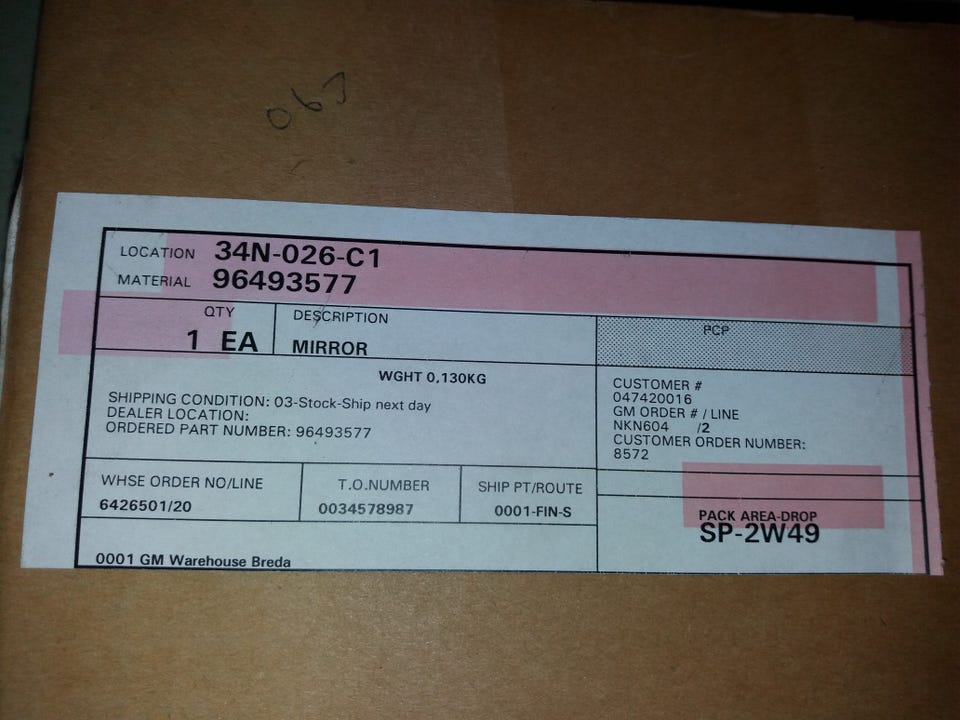 063
LOCATION 34N-026-C1
MATERIAL 96493577
QTY
1 EA
DESCRIPTION
MIRROR
PCP
WGHT 0,130KG
SHIPPING CONDITION: 03-Stock-Ship next day
DEALER LOCATION:
ORDERED PART NUMBER: 96493577
CUSTOMER #
047420016
GM ORDER # / LINE
NKN604 /2
CUSTOMER ORDER NUMBER:
8572
WHSE ORDER NO/LINE
6426501/20
T.O.NUMBER
0034578987
SHIP PT/ROUTE
0001-FIN-S
PACK AREA-DROP
SP-2W49
0001 GM Warehouse Breda